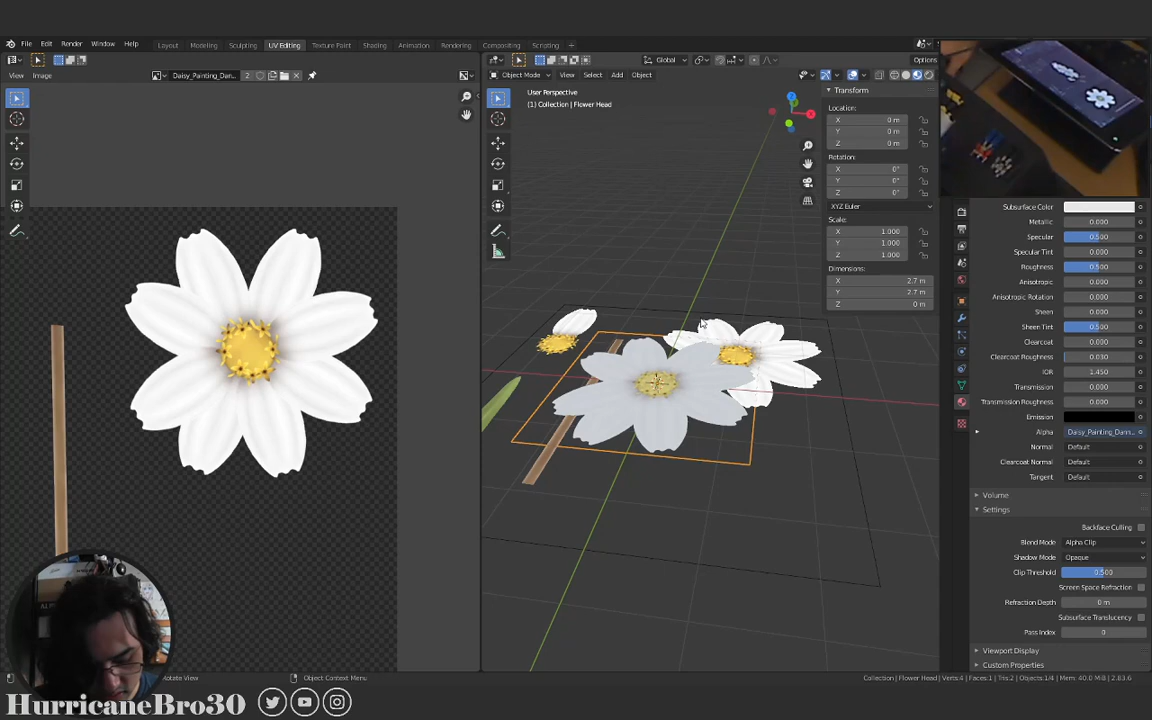 File Edit Render Window Help
Layout Modeling Sculpting UV Editing Texture Paint Shading Animation Rendering Compositing Scripting +
View Image Daisy_Painting_Dan... 2
Global
Options
Object Mode View Select Add Object
User Perspective
(1) Collection | Flower Head
Transform
Location:
X 0 m
Y 0 m
Z 0 m
Rotation:
X 0°
Y 0°
Z 0°
XYZ Euler
Scale:
X 1.000
Y 1.000
Z 1.000
Dimensions:
X 2.7 m
Y 2.7 m
Z 0 m
Subsurface Color
Metallic 0.000
Specular 0.500
Specular Tint 0.000
Roughness 0.500
Anisotropic 0.000
Anisotropic Rotation 0.000
Sheen 0.000
Sheen Tint 0.500
Clearcoat 0.000
Clearcoat Roughness 0.030
IOR 1.450
Transmission 0.000
Transmission Roughness 0.000
Emission
Alpha Daisy_Painting_Dann...
Normal Default
Clearcoat Normal Default
Tangent Default
Volume
Settings
Backface Culling
Blend Mode Alpha Clip
Shadow Mode Opaque
Clip Threshold 0.500
Screen Space Refraction
Refraction Depth 0 m
Subsurface Translucency
Pass Index 0
Viewport Display
Custom Properties
Rotate View
Object Context Menu
Collection | Flower Head | Verts:4 | Faces:1 | Tris:2 | Objects:1/4 | Mem: 40.0 MiB | 2.83.6
HurricaneBro30